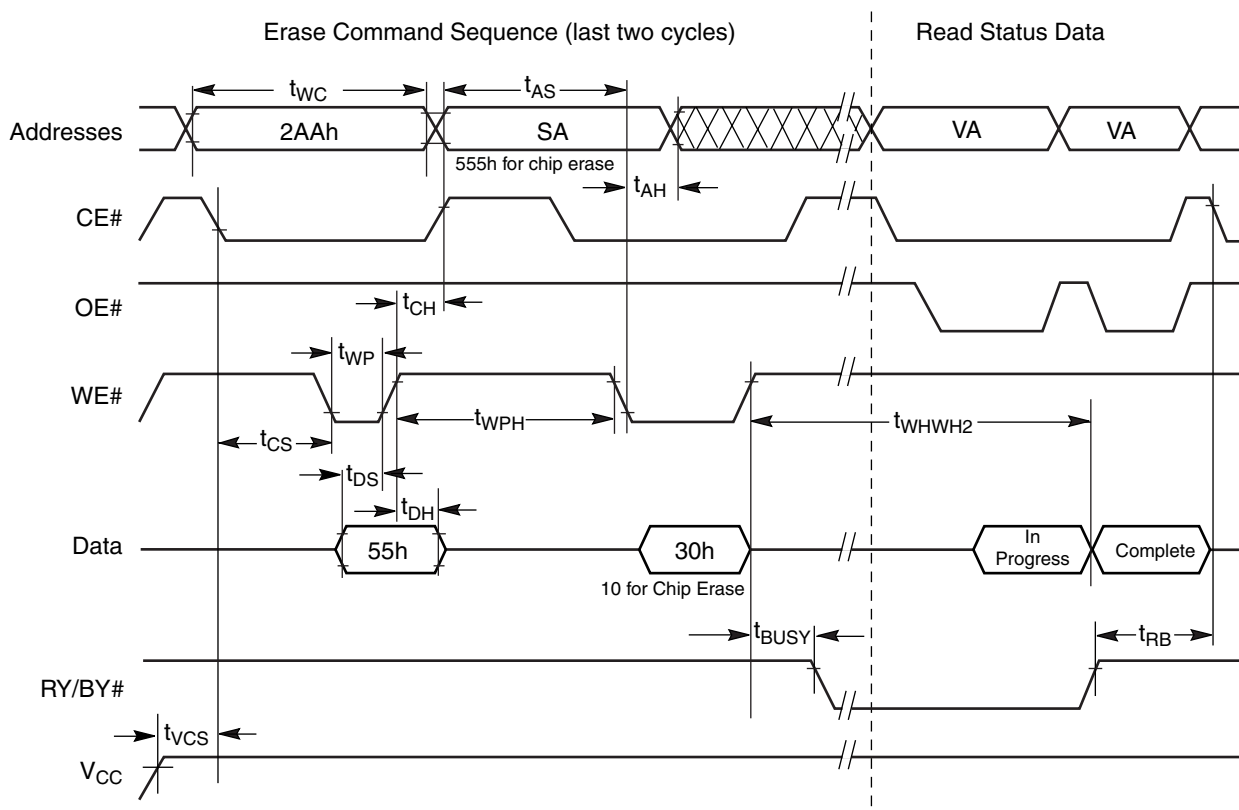 Erase Command Sequence (last two cycles)
Read Status Data
tWC
tAS
Addresses
2AAh
SA
VA
VA
555h for chip erase
tAH
CE#
OE#
tCH
tWP
WE#
tWPH
tWHWH2
tCS
tDS
tDH
Data
55h
30h
In
Progress
Complete
10 for Chip Erase
tBUSY
tRB
RY/BY#
tVCS
VCC